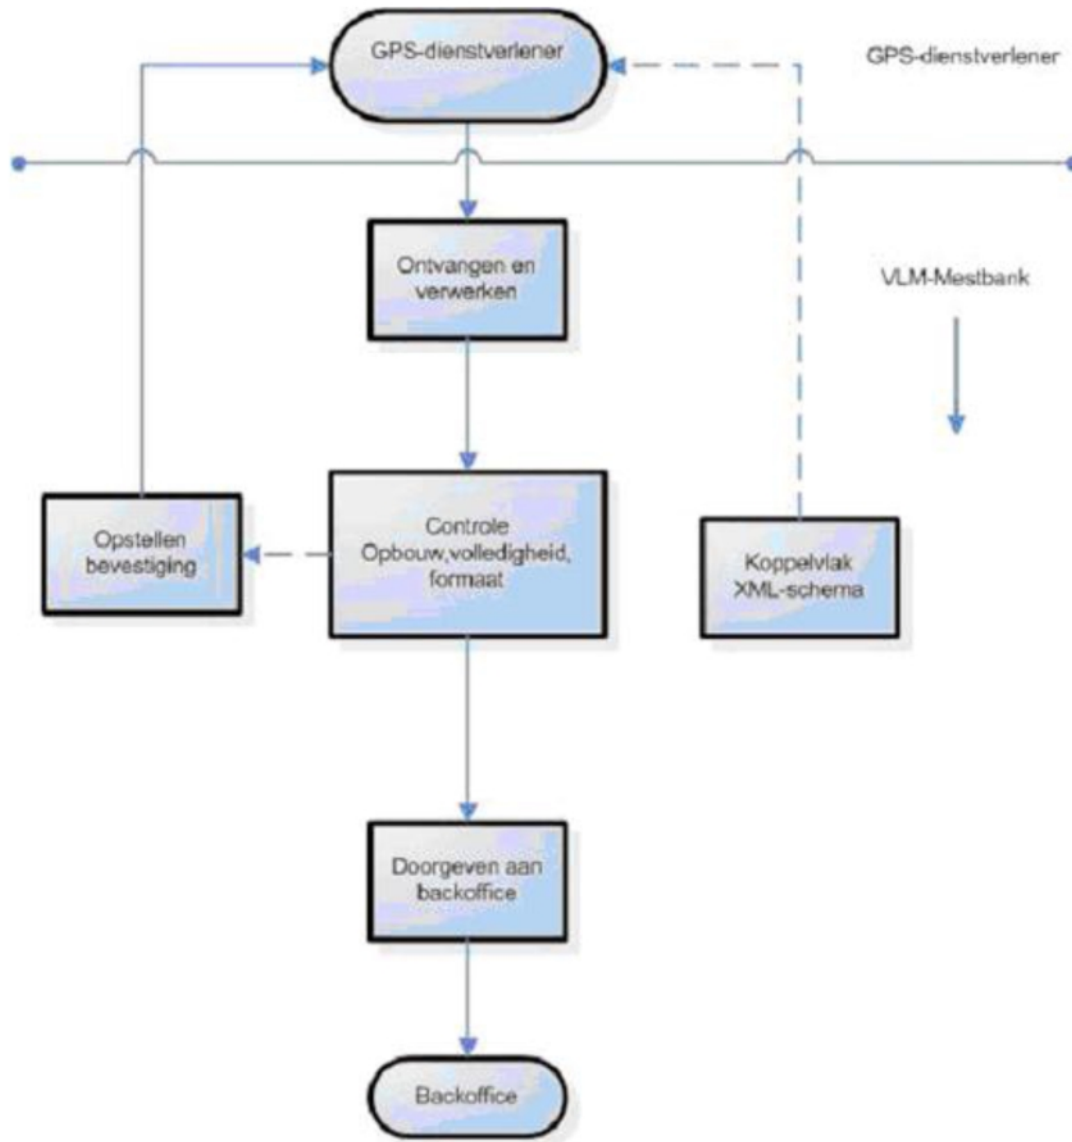 GPS-dienstverlener
GPS-dienstverlener
Ontvangen en
verwerken
VLM-Mestbank
Opstellen
bevestiging
Controle
Opbouw,volledigheid,
formaat
Koppelvlak
XML-schema
Doorgeven aan
backoffice
Backoffice